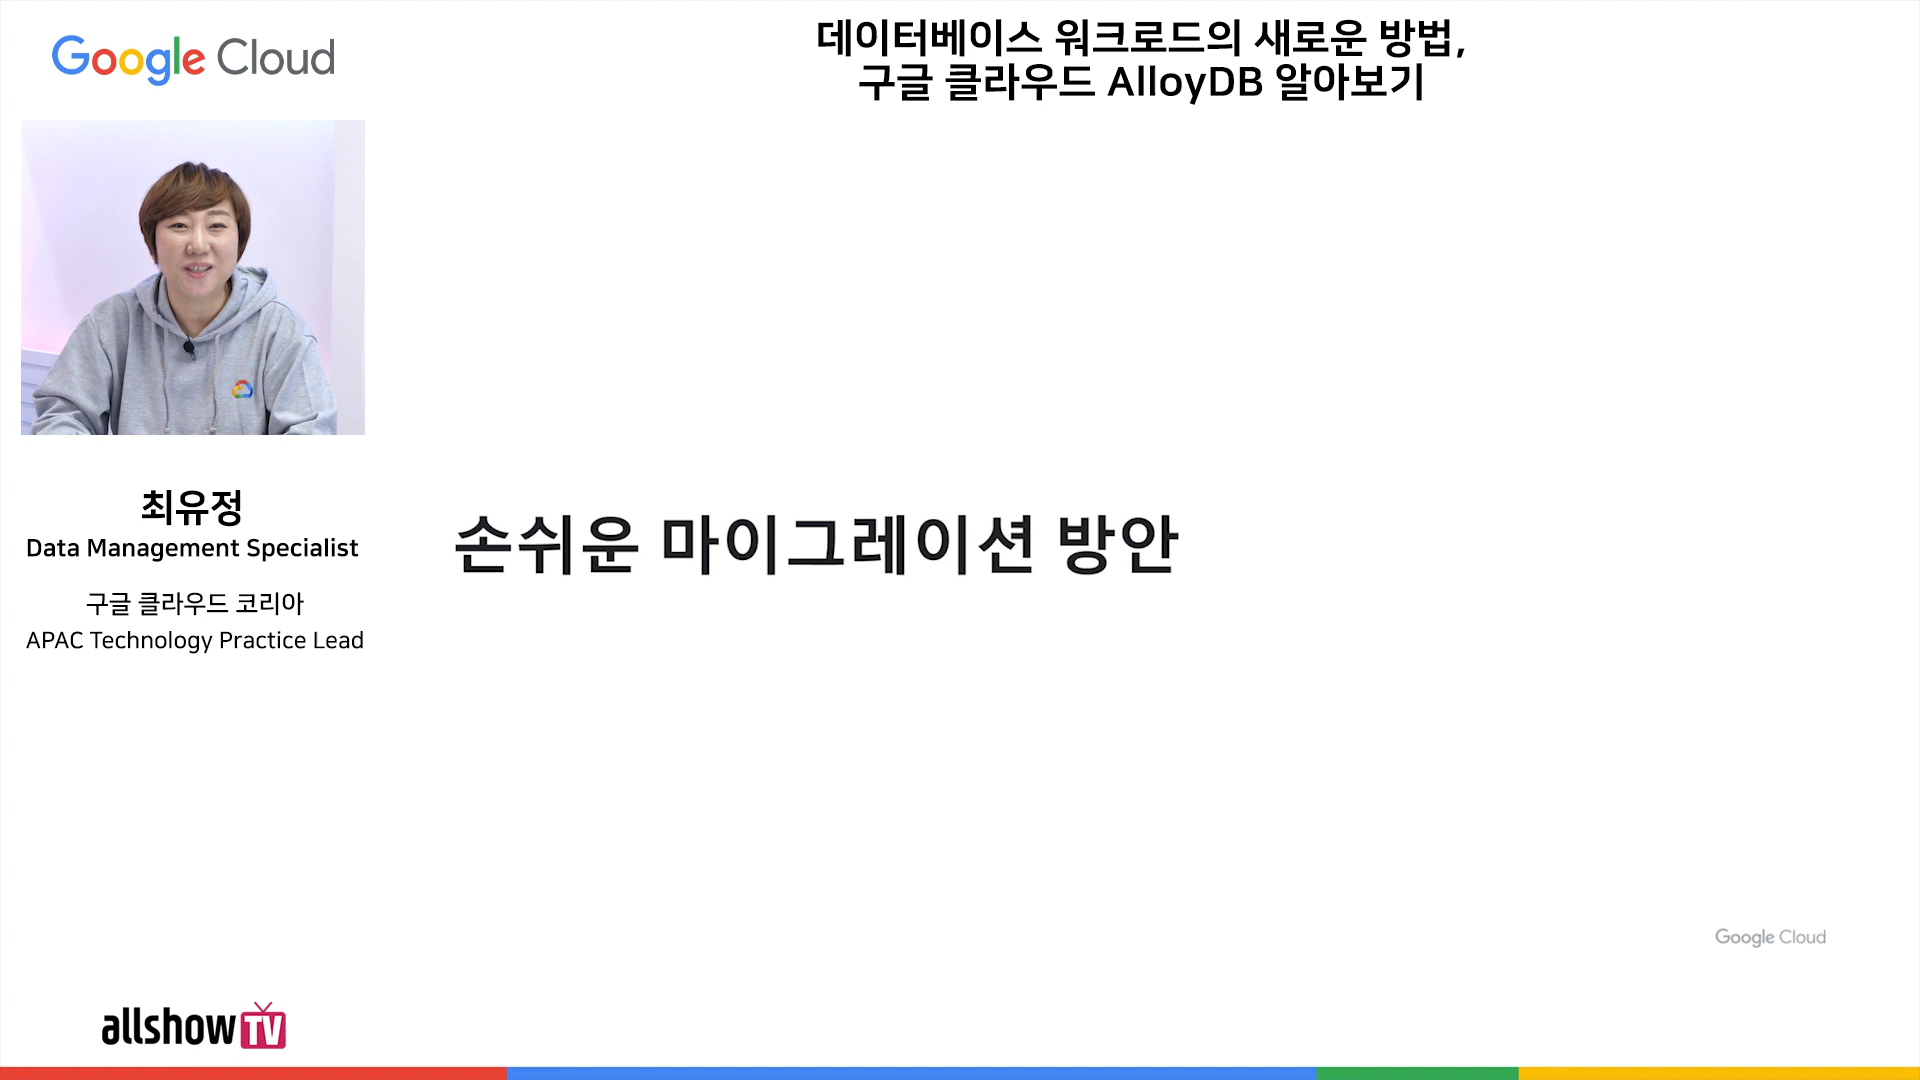 Google Cloud
데이터베이스 워크로드의 새로운 방법,
구글 클라우드 AlloyDB 알아보기
최유정
Data Management Specialist
구글 클라우드 코리아
APAC Technology Practice Lead
손쉬운 마이그레이션 방안
Google Cloud
allshowTV